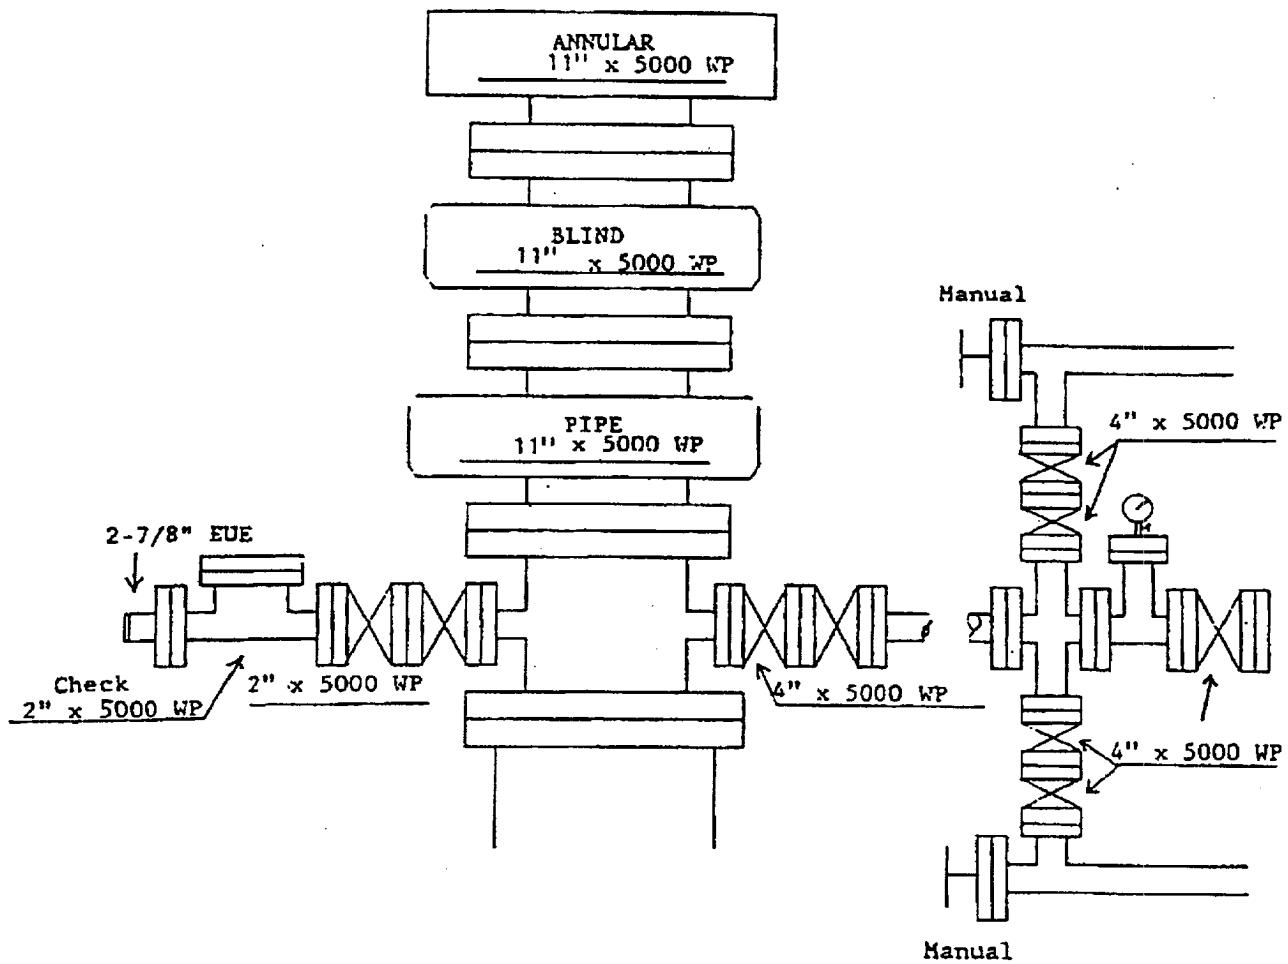 ANNULAR
11" x 5000 WP
BLIND
11" x 5000 WP
PIPE
11" x 5000 WP
2-7/8" EUE
Check
2" x 5000 WP
2" x 5000 WP
4" x 5000 WP
Manual
4" x 5000 WP
4" x 5000 WP
Manual